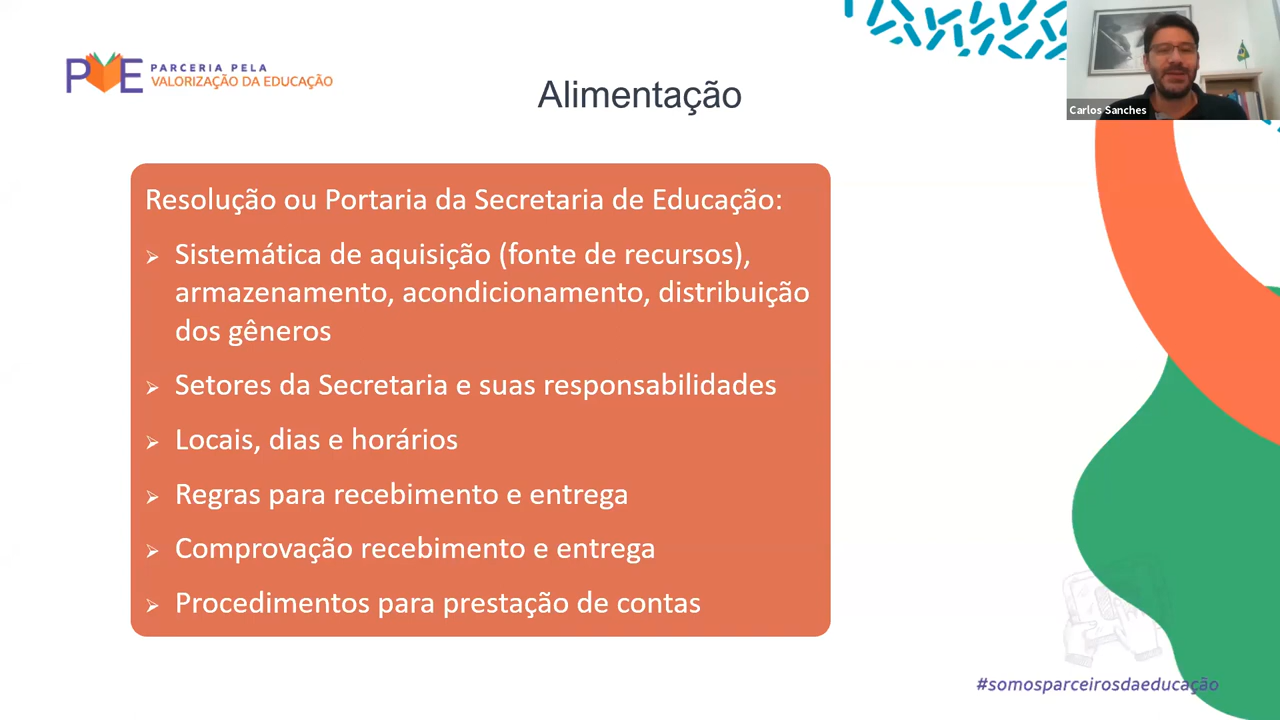 PVE PARCERIA PELA
VALORIZAÇÃO DA EDUCAÇÃO
Alimentação
Carlos Sanches
Resolução ou Portaria da Secretaria de Educação:
Sistemática de aquisição (fonte de recursos),
armazenamento, acondicionamento, distribuição
dos gêneros
Setores da Secretaria e suas responsabilidades
Locais, dias e horários
Regras para recebimento e entrega
Comprovação recebimento e entrega
Procedimentos para prestação de contas
#somosparceirosdaeducação